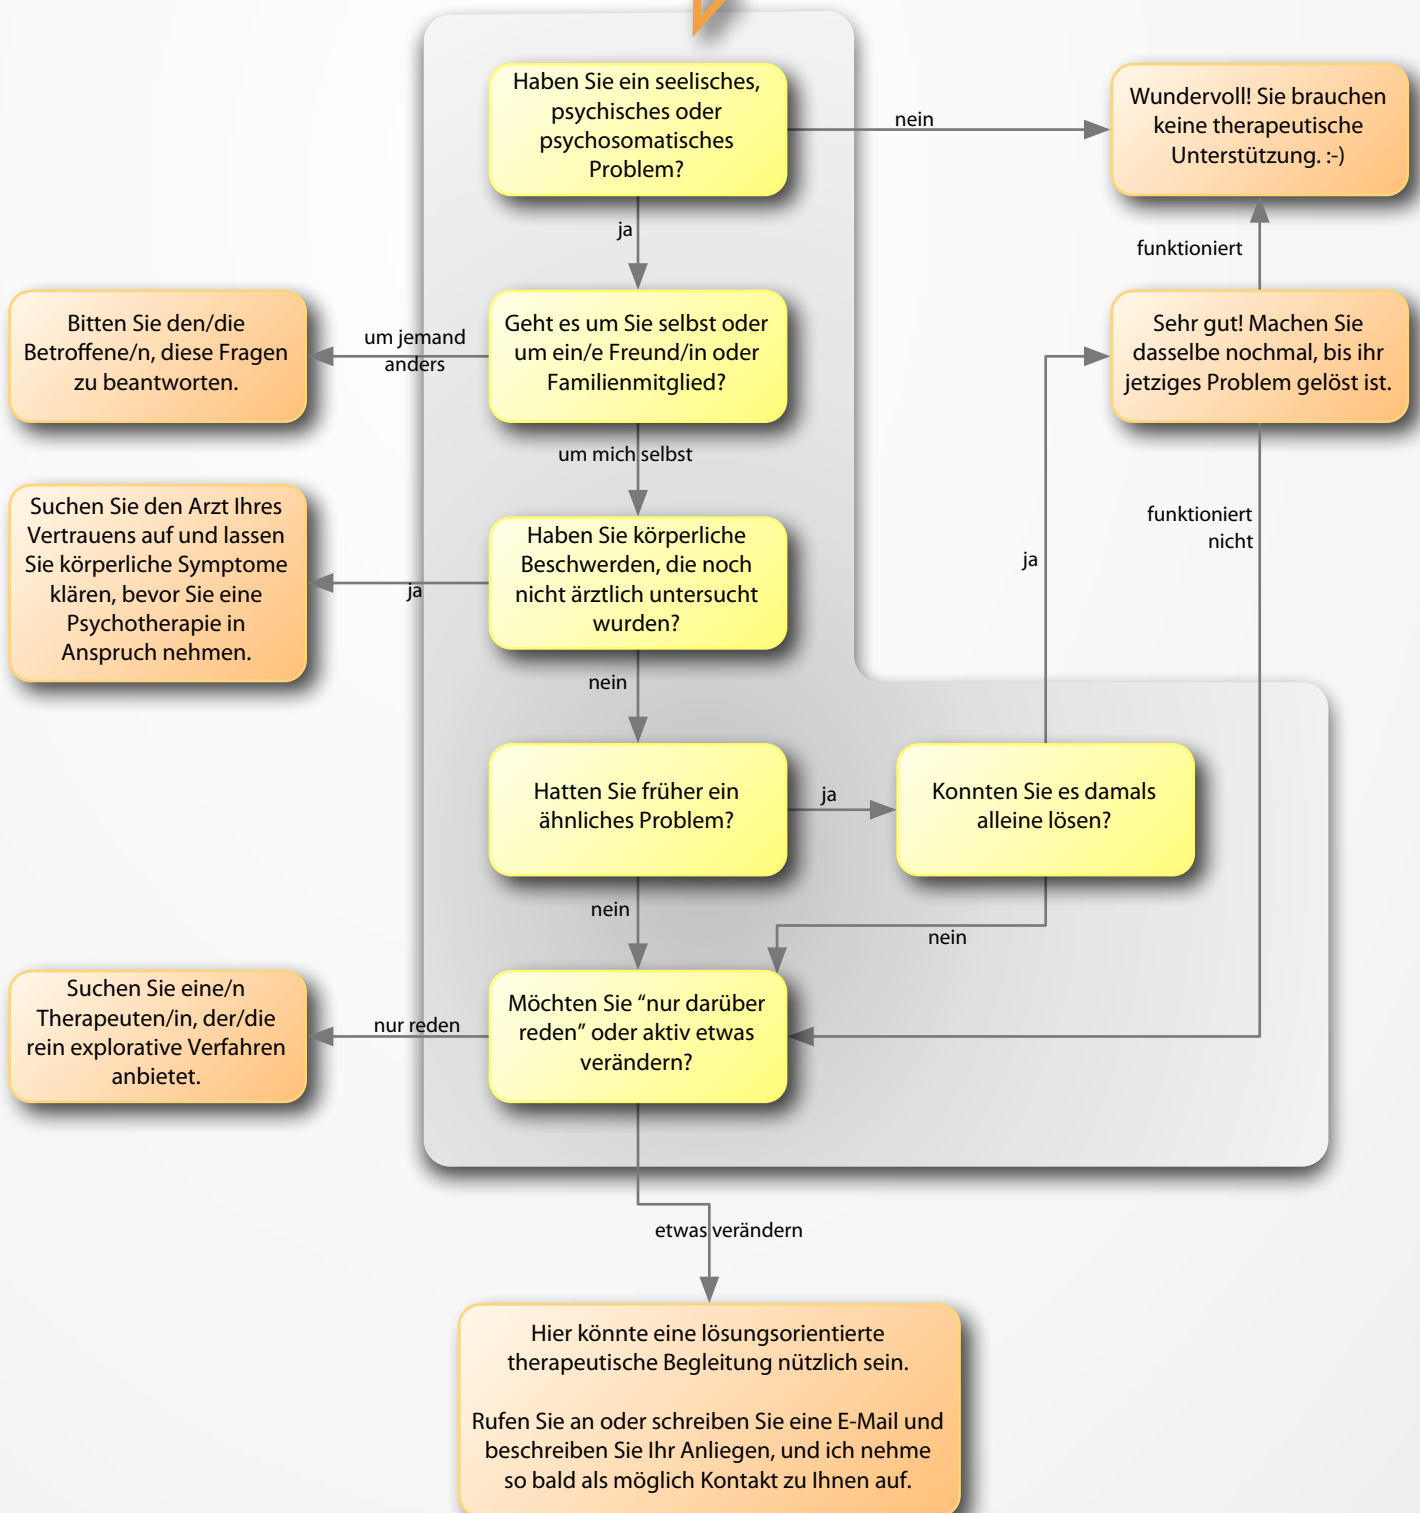 Haben Sie ein seelisches,
psychisches oder
psychosomatisches
Problem?
nein
Wundervoll! Sie brauchen
keine therapeutische
Unterstützung. :-)
ja
funktioniert
Bitten Sie den/die
Betroffene/n, diese Fragen
zu beantworten.
um jemand
anders
Geht es um Sie selbst oder
um ein/e Freund/in oder
Familienmitglied?
Sehr gut! Machen Sie
dasselbe nochmal, bis ihr
jetziges Problem gelöst ist.
um mich selbst
Suchen Sie den Arzt Ihres
Vertrauens auf und lassen
Sie körperliche Symptome
klären, bevor Sie eine
Psychotherapie in
Anspruch nehmen.
ja
Haben Sie körperliche
Beschwerden, die noch
nicht ärztlich untersucht
wurden?
ja
funktioniert
nicht
nein
Hatten Sie früher ein
ähnliches Problem?
ja
Konnten Sie es damals
alleine lösen?
nein
nein
Suchen Sie eine/n
Therapeuten/in, der/die
rein explorative Verfahren
anbietet.
nur reden
Möchten Sie “nur darüber
reden” oder aktiv etwas
verändern?
etwas verändern
Hier könnte eine lösungsorientierte
therapeutische Begleitung nützlich sein.
Rufen Sie an oder schreiben Sie eine E-Mail und
beschreiben Sie Ihr Anliegen, und ich nehme
so bald als möglich Kontakt zu Ihnen auf.